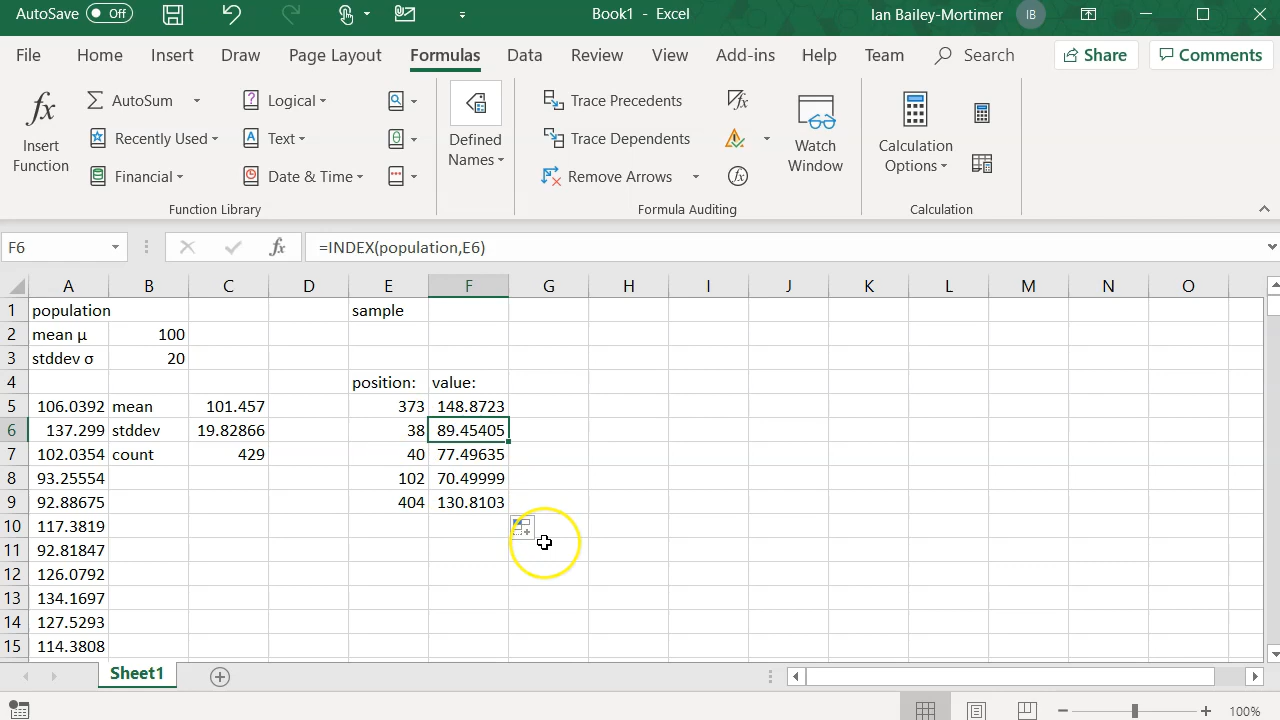 AutoSave Off Book1 - Excel Ian Bailey-Mortimer IB
File Home Insert Draw Page Layout Formulas Data Review View Add-ins Help Team Search Share Comments
fx Insert Function
AutoSum
Recently Used
Financial
Logical
Text
Date & Time
Function Library
Defined Names
Trace Precedents
Trace Dependents
Remove Arrows
Formula Auditing
Watch Window
Calculation Options
Calculation
F6 fx =INDEX(population,E6)
A B C D E F G H I J K L M N O
1 population sample
2 mean μ 100
3 stddev σ 20
4 position: value:
5 106.0392 mean 101.457 373 148.8723
6 137.299 stddev 19.82866 38 89.45405
7 102.0354 count 429 40 77.49635
8 93.25554 102 70.49999
9 92.88675 404 130.8103
10 117.3819
11 92.81847
12 126.0792
13 134.1697
14 127.5293
15 114.3808
Sheet1
100%